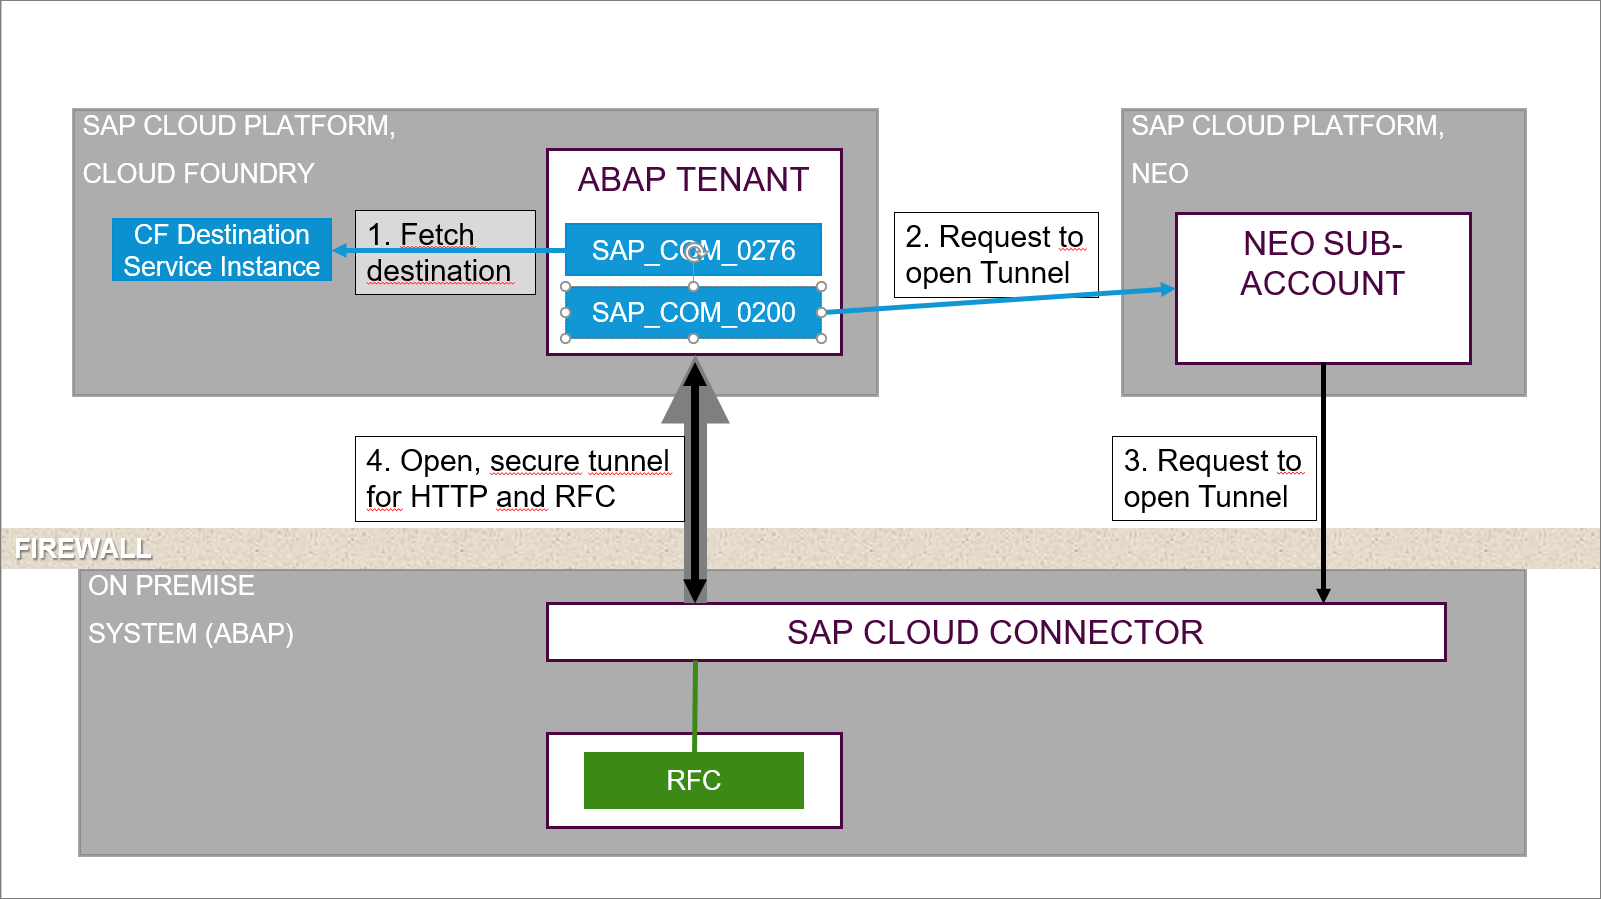 SAP CLOUD PLATFORM,
CLOUD FOUNDRY
CF Destination
Service Instance
1. Fetch
destination
ABAP TENANT
SAP_COM_0276
SAP_COM_0200
2. Request to
open Tunnel
SAP CLOUD PLATFORM,
NEO
NEO SUB-
ACCOUNT
4. Open, secure tunnel
for HTTP and RFC
3. Request to
open Tunnel
FIREWALL
ON PREMISE
SYSTEM (ABAP)
SAP CLOUD CONNECTOR
RFC